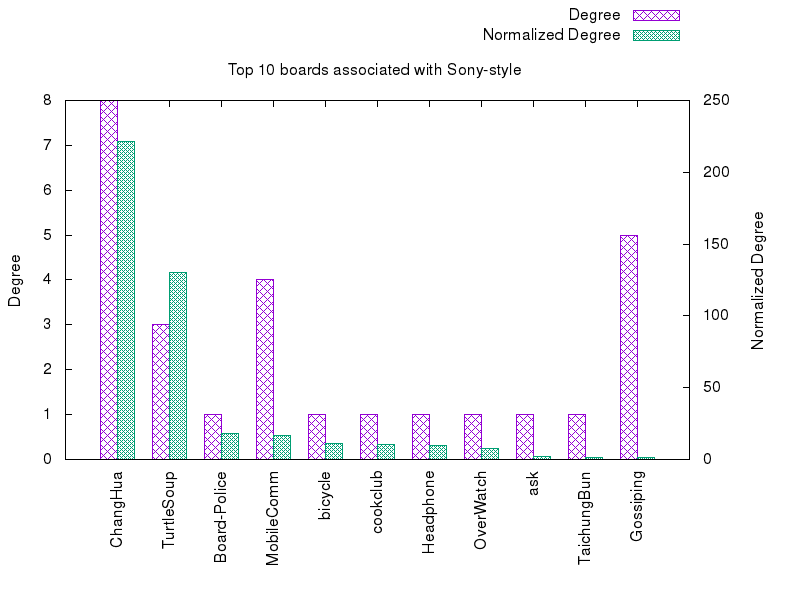 Degree
Normalized Degree
Top 10 boards associated with Sony-style
8
7
6
5
4
3
2
1
0
250
200
150
100
50
0
Degree
Normalized Degree
ChangHua
TurtleSoup
Board-Police
MobileComm
bicycle
cookclub
Headphone
OverWatch
ask
TaichungBun
Gossiping